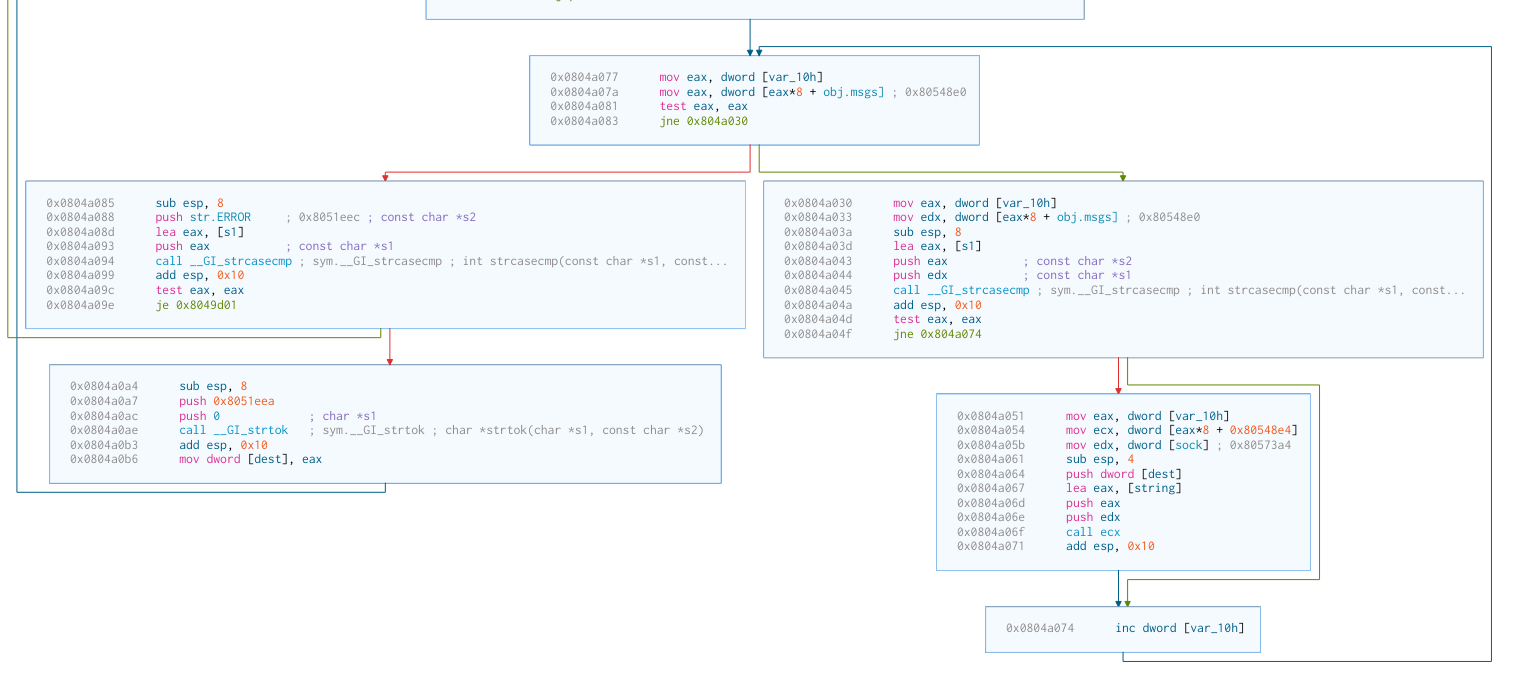 0x0804a077 mov eax, dword [var_10h]
0x0804a07a mov eax, dword [eax*8 + obj.msgs] ; 0x80548e0
0x0804a081 test eax, eax
0x0804a083 jne 0x804a030
0x0804a085 sub esp, 8
0x0804a088 push str.ERROR ; 0x8051eec ; const char *s2
0x0804a08d lea eax, [s1]
0x0804a093 push eax ; const char *s1
0x0804a094 call __GI_strcasecmp ; sym.__GI_strcasecmp ; int strcasecmp(const char *s1, const...
0x0804a099 add esp, 0x10
0x0804a09c test eax, eax
0x0804a09e je 0x8049d01
0x0804a030 mov eax, dword [var_10h]
0x0804a033 mov edx, dword [eax*8 + obj.msgs] ; 0x80548e0
0x0804a03a sub esp, 8
0x0804a03d lea eax, [s1]
0x0804a043 push eax ; const char *s2
0x0804a044 push edx ; const char *s1
0x0804a045 call __GI_strcasecmp ; sym.__GI_strcasecmp ; int strcasecmp(const char *s1, const...
0x0804a04a add esp, 0x10
0x0804a04d test eax, eax
0x0804a04f jne 0x804a074
0x0804a0a4 sub esp, 8
0x0804a0a7 push 0x8051eea
0x0804a0ac push 0 ; char *s1
0x0804a0ae call __GI_strtok ; sym.__GI_strtok ; char *strtok(char *s1, const char *s2)
0x0804a0b3 add esp, 0x10
0x0804a0b6 mov dword [dest], eax
0x0804a051 mov eax, dword [var_10h]
0x0804a054 mov ecx, dword [eax*8 + 0x80548e4]
0x0804a05b mov edx, dword [sock] ; 0x80573a4
0x0804a061 sub esp, 4
0x0804a064 push dword [dest]
0x0804a067 lea eax, [string]
0x0804a06d push eax
0x0804a06e push edx
0x0804a06f call ecx
0x0804a071 add esp, 0x10
0x0804a074 inc dword [var_10h]